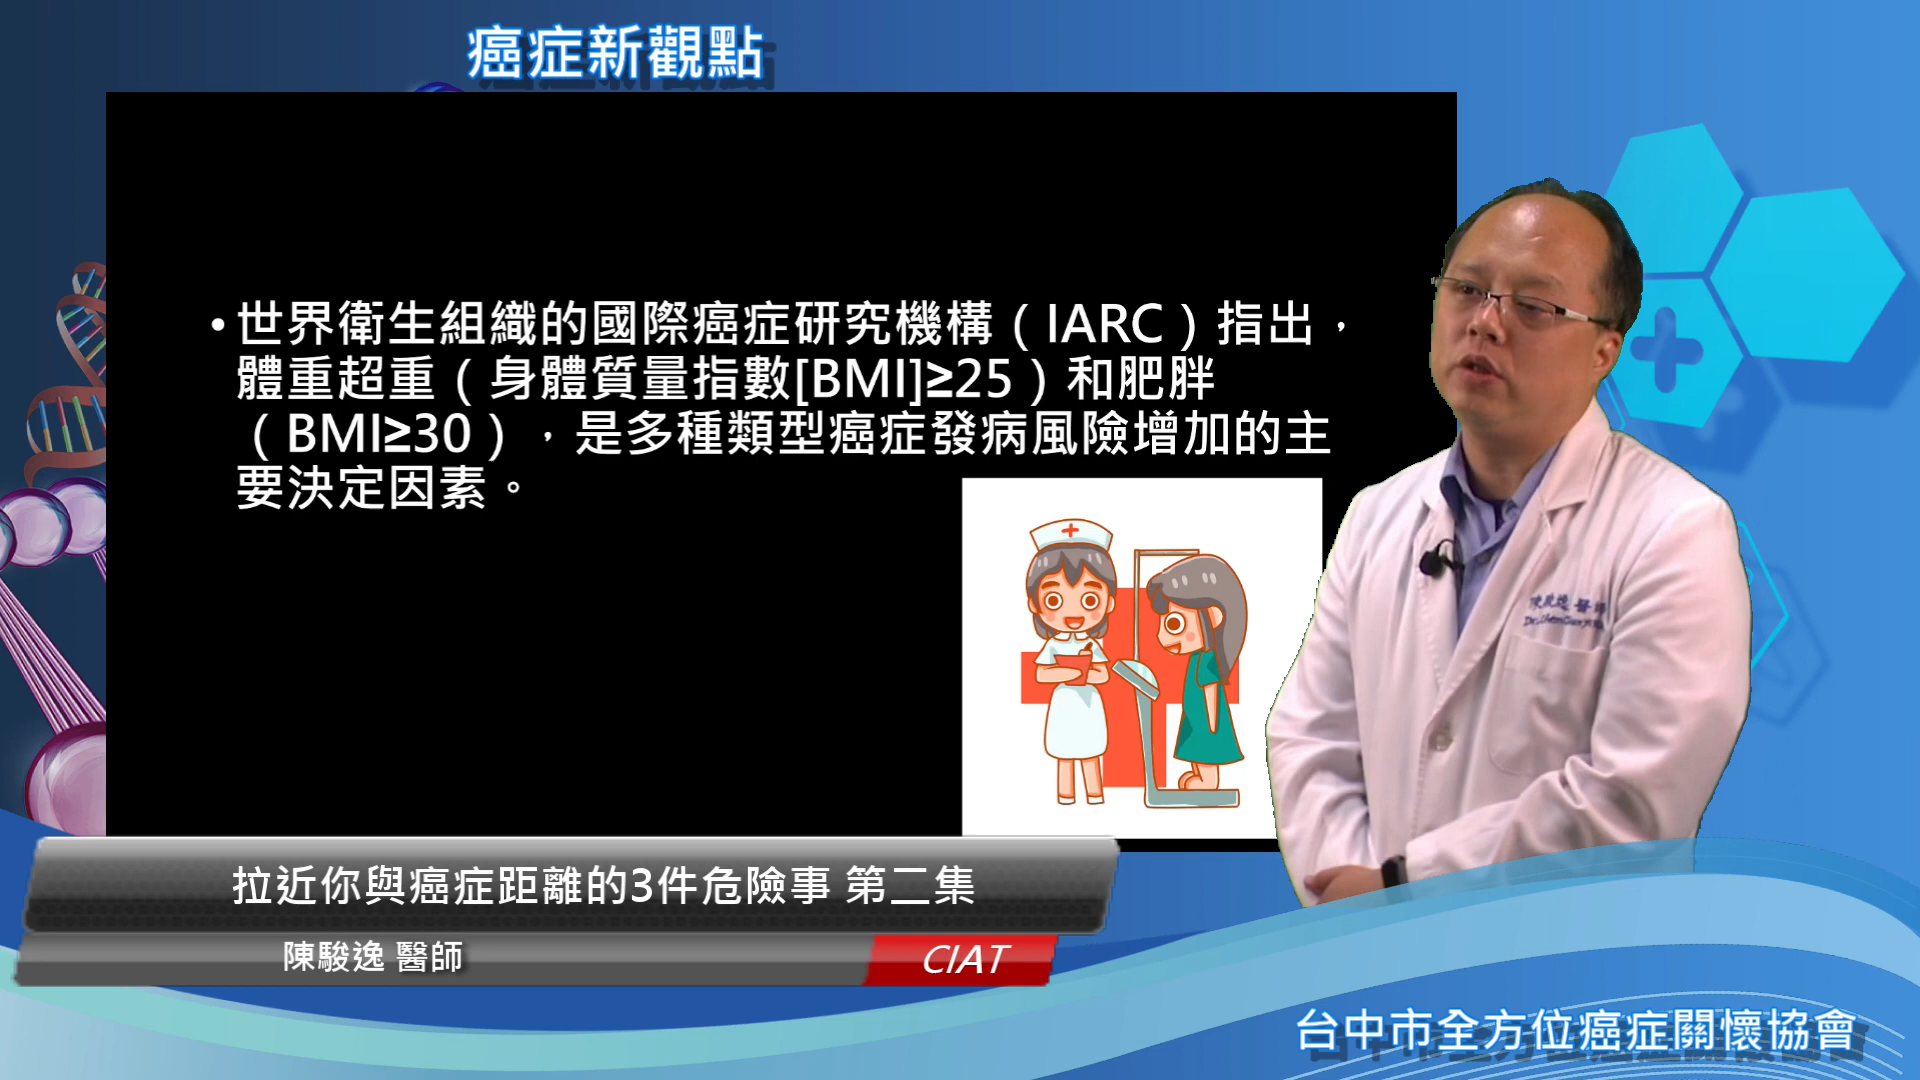 癌症新觀點
•世界衛生組織的國際癌症研究機構（IARC）指出，
體重超重（身體質量指數[BMI]≥25）和肥胖
（BMI≥30），是多種類型癌症發病風險增加的主
要決定因素。
陳駿逸 醫師
拉近你與癌症距離的3件危險事 第二集
陳駿逸 醫師
CIAT
台中市全方位癌症關懷協會